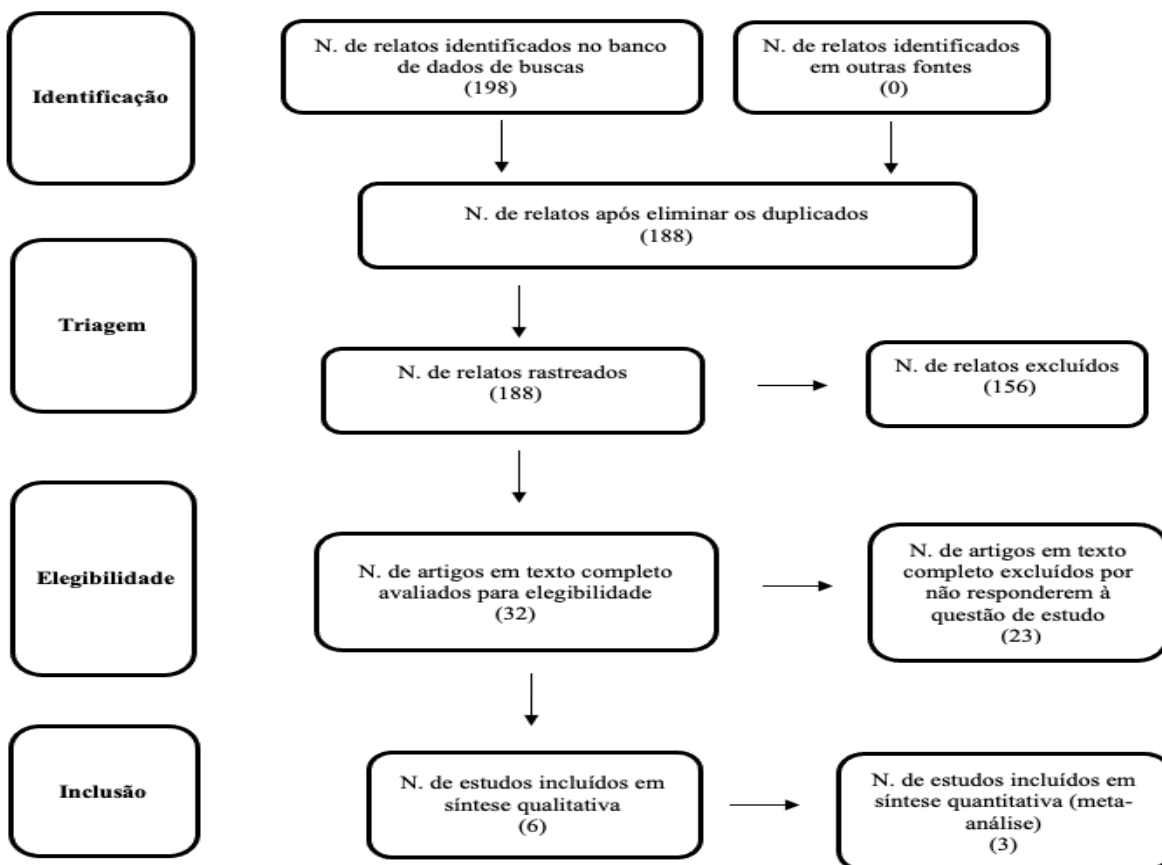 Identificação
N. de relatos identificados no banco
de dados de buscas
(198)
N. de relatos identificados
em outras fontes
(0)
N. de relatos após eliminar os duplicados
(188)
Triagem
N. de relatos rastreados
(188)
N. de relatos excluídos
(156)
Elegibilidade
N. de artigos em texto completo
avaliados para elegibilidade
(32)
N. de artigos em texto
completo excluídos por
não responderem à
questão de estudo
(23)
Inclusão
N. de estudos incluídos em
síntese qualitativa
(6)
N. de estudos incluídos em
síntese quantitativa (meta-
análise)
(3)